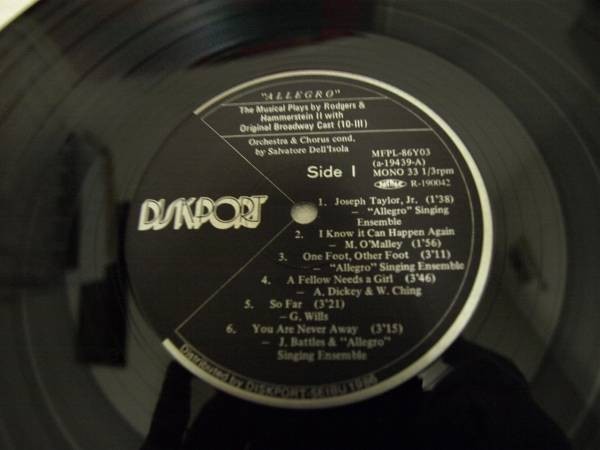 "ALLEGRO"
The Musical Plays by Rodgers &
Hammerstein II with
Original Broadway Cast (10-III)
Orchestra & Chorus cond.
by Salvatore Dell'Isola
Side I
MFPL-86Y03
(a-19439-A)
MONO 33 1/3rpm
R-190042
DISKPORT
1. Joseph Taylor, Jr. (1'38)
— "Allegro" Singing
Ensemble
2. I Know it Can Happen Again
— M. O'Malley (1'56)
3. One Foot, Other Foot (3'11)
— "Allegro" Singing Ensemble
4. A Fellow Needs a Girl (3'46)
— A. Dickey & W. Ching
5. So Far (3'21)
— G. Wills
6. You Are Never Away (3'15)
— J. Battles & "Allegro"
Singing Ensemble
Distributed by DISKPORT-SEIBU 1986